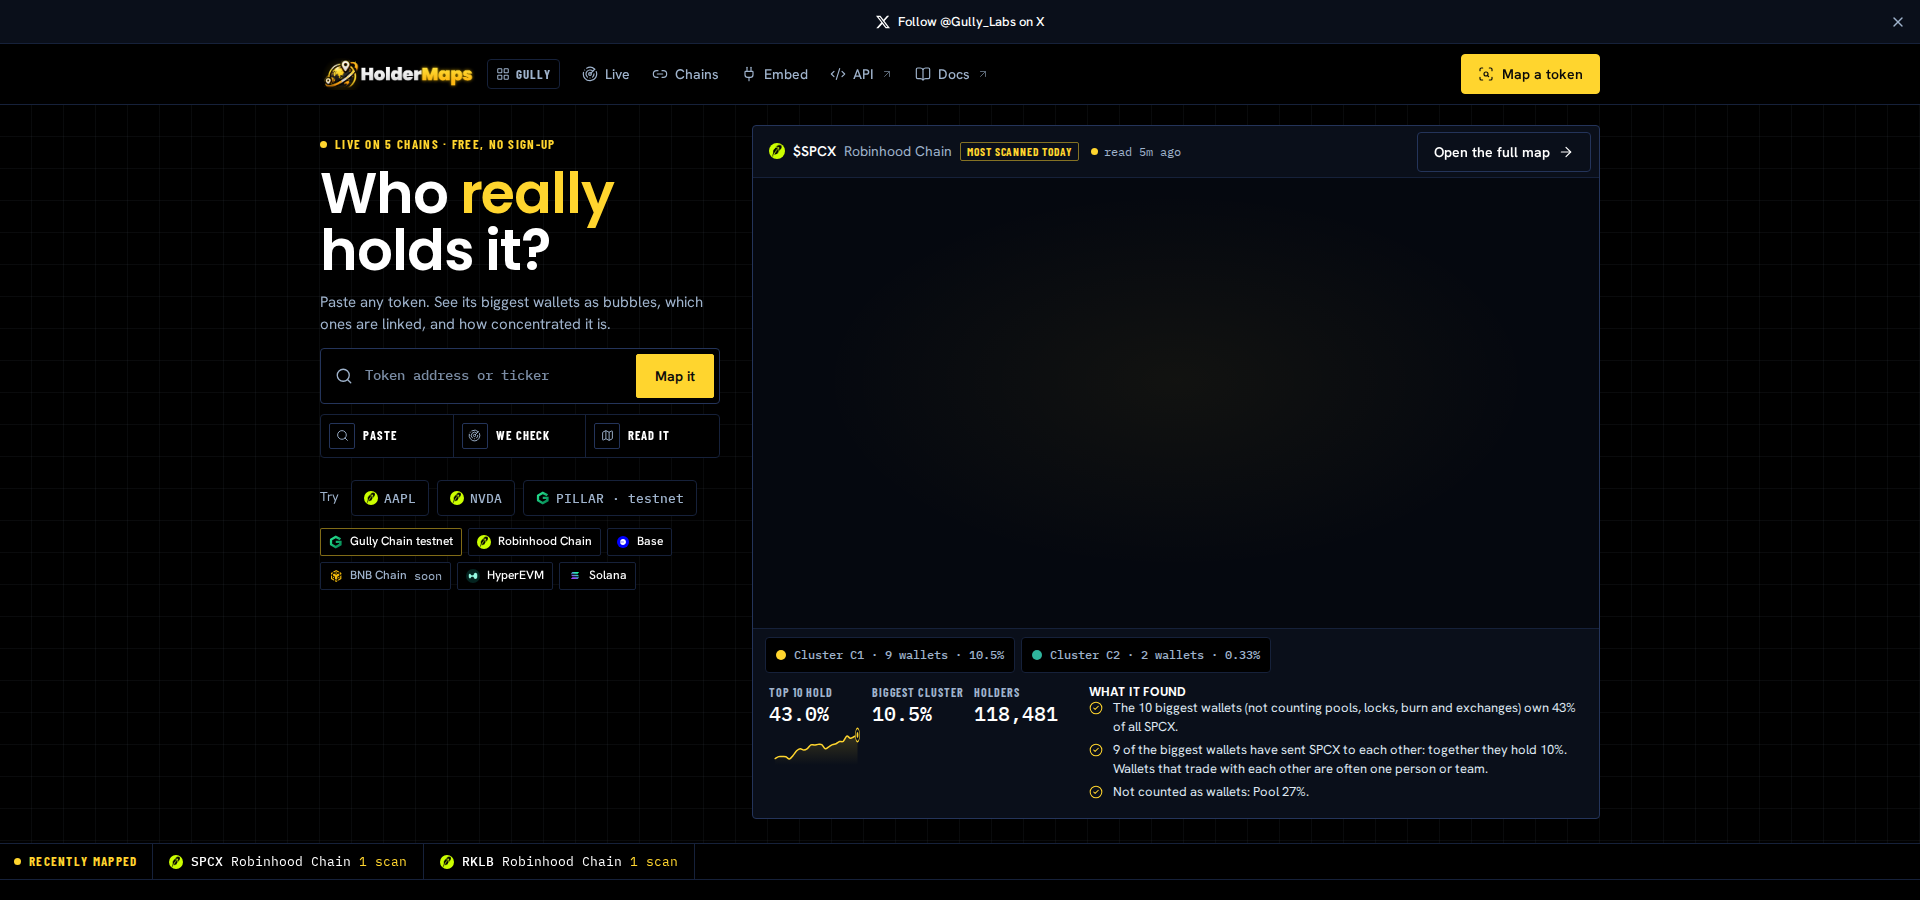 Follow @Gully_Labs on X
HolderMaps
GULLY
Live
Chains
Embed
API
Docs
Map a token
LIVE ON 5 CHAINS · FREE, NO SIGN-UP
Who really
holds it?
Paste any token. See its biggest wallets as bubbles, which
ones are linked, and how concentrated it is.
Token address or ticker
Map it
PASTE
WE CHECK
READ IT
Try
AAPL
NVDA
PILLAR · testnet
Gully Chain testnet
Robinhood Chain
Base
BNB Chain soon
HyperEVM
Solana
$SPCX Robinhood Chain
MOST SCANNED TODAY
read 5m ago
Open the full map
Cluster C1 · 9 wallets · 10.5%
Cluster C2 · 2 wallets · 0.33%
TOP 10 HOLD
43.0%
BIGGEST CLUSTER
10.5%
HOLDERS
118,481
WHAT IT FOUND
The 10 biggest wallets (not counting pools, locks, burn and exchanges) own 43%
of all SPCX.
9 of the biggest wallets have sent SPCX to each other: together they hold 10%.
Wallets that trade with each other are often one person or team.
Not counted as wallets: Pool 27%.
RECENTLY MAPPED
SPCX Robinhood Chain 1 scan
RKLB Robinhood Chain 1 scan